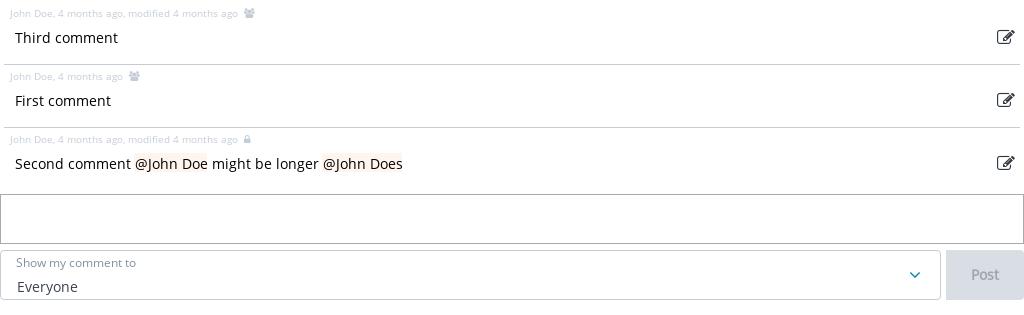 John Doe, 4 months ago, modified 4 months ago
Third comment
John Doe, 4 months ago
First comment
John Doe, 4 months ago, modified 4 months ago
Second comment @John Doe might be longer @John Does
Show my comment to
Everyone
Post